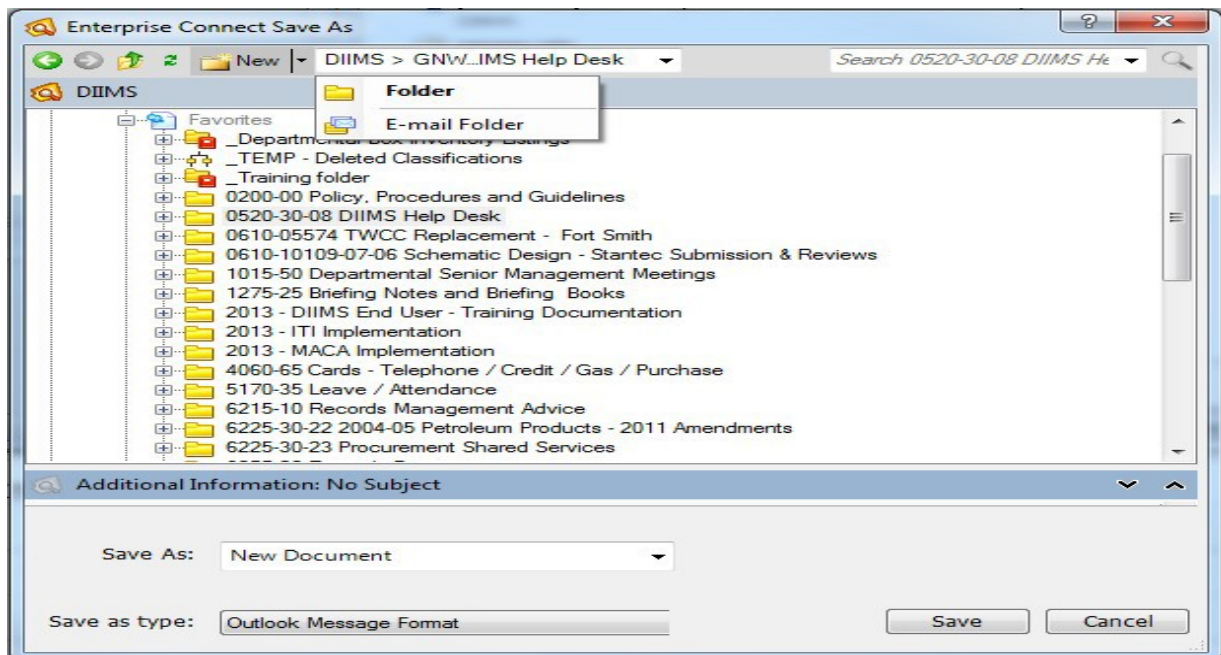 Enterprise Connect Save As
New DIIMS > GNW...IMS Help Desk Search 0520-30-08 DIIMS He
DIIMS
Folder
E-mail Folder
Favorites
_Departmental Box Inventory Listings
_TEMP - Deleted Classifications
_Training folder
0200-00 Policy, Procedures and Guidelines
0520-30-08 DIIMS Help Desk
0610-05574 TWCC Replacement - Fort Smith
0610-10109-07-06 Schematic Design - Stantec Submission & Reviews
1015-50 Departmental Senior Management Meetings
1275-25 Briefing Notes and Briefing Books
2013 - DIIMS End User - Training Documentation
2013 - ITI Implementation
2013 - MACA Implementation
4060-65 Cards - Telephone / Credit / Gas / Purchase
5170-35 Leave / Attendance
6215-10 Records Management Advice
6225-30-22 2004-05 Petroleum Products - 2011 Amendments
6225-30-23 Procurement Shared Services
Additional Information: No Subject
Save As: New Document
Save as type: Outlook Message Format Save Cancel